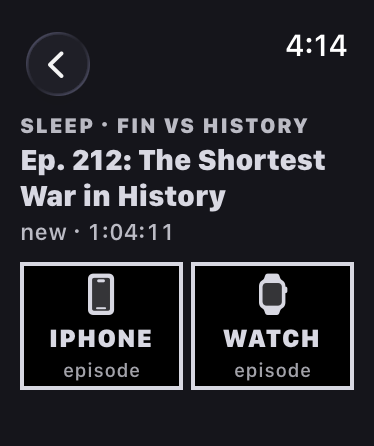 4:14
SLEEP · FIN VS HISTORY
Ep. 212: The Shortest
War in History
new · 1:04:11
IPHONE
episode
WATCH
episode